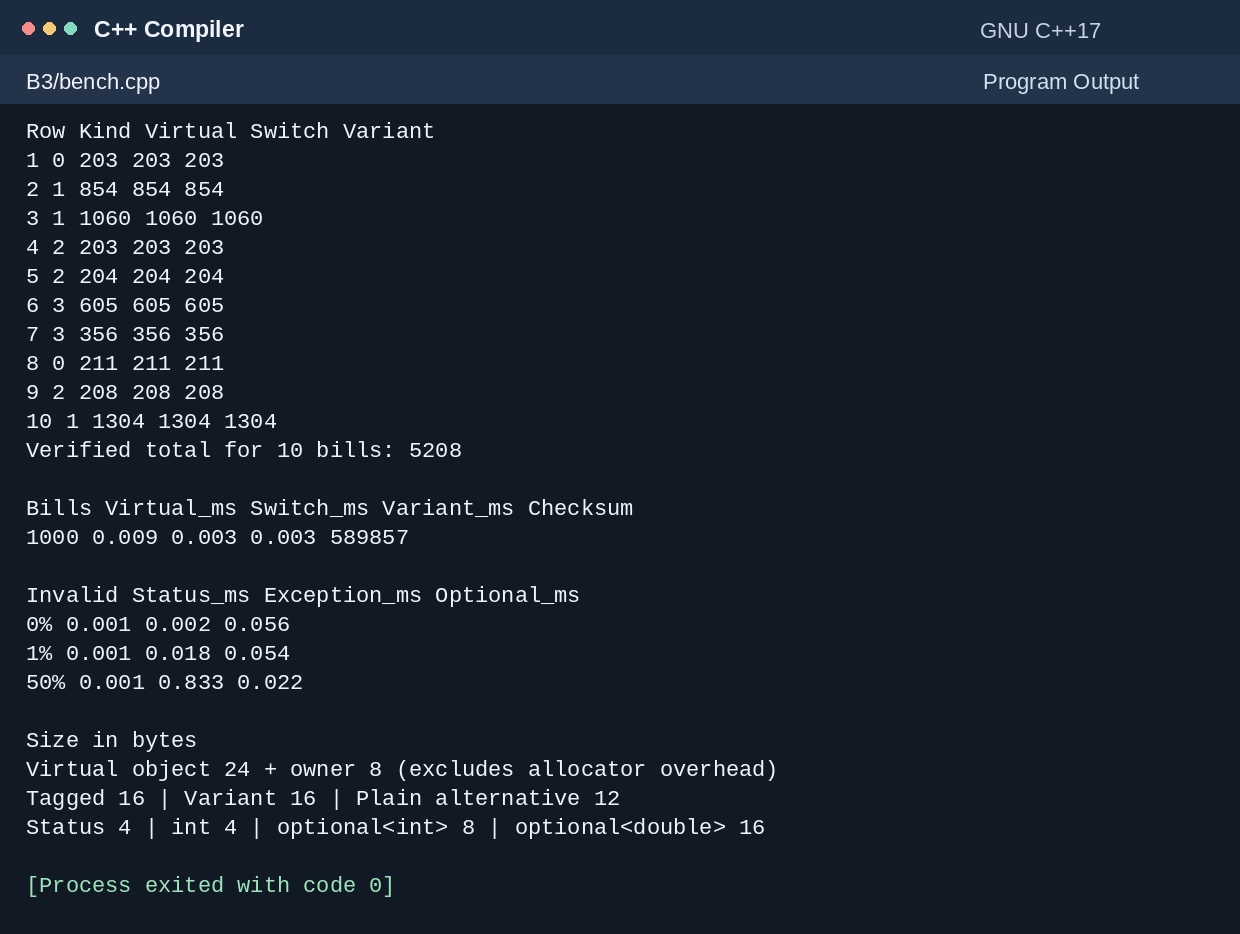 C++ Compiler
GNU C++17
B3/bench.cpp
Program Output
Row Kind Virtual Switch Variant
1 0 203 203 203
2 1 854 854 854
3 1 1060 1060 1060
4 2 203 203 203
5 2 204 204 204
6 3 605 605 605
7 3 356 356 356
8 0 211 211 211
9 2 208 208 208
10 1 1304 1304 1304
Verified total for 10 bills: 5208
Bills Virtual_ms Switch_ms Variant_ms Checksum
1000 0.009 0.003 0.003 589857
Invalid Status_ms Exception_ms Optional_ms
0% 0.001 0.002 0.056
1% 0.001 0.018 0.054
50% 0.001 0.833 0.022
Size in bytes
Virtual object 24 + owner 8 (excludes allocator overhead)
Tagged 16 | Variant 16 | Plain alternative 12
Status 4 | int 4 | optional<int> 8 | optional<double> 16
[Process exited with code 0]